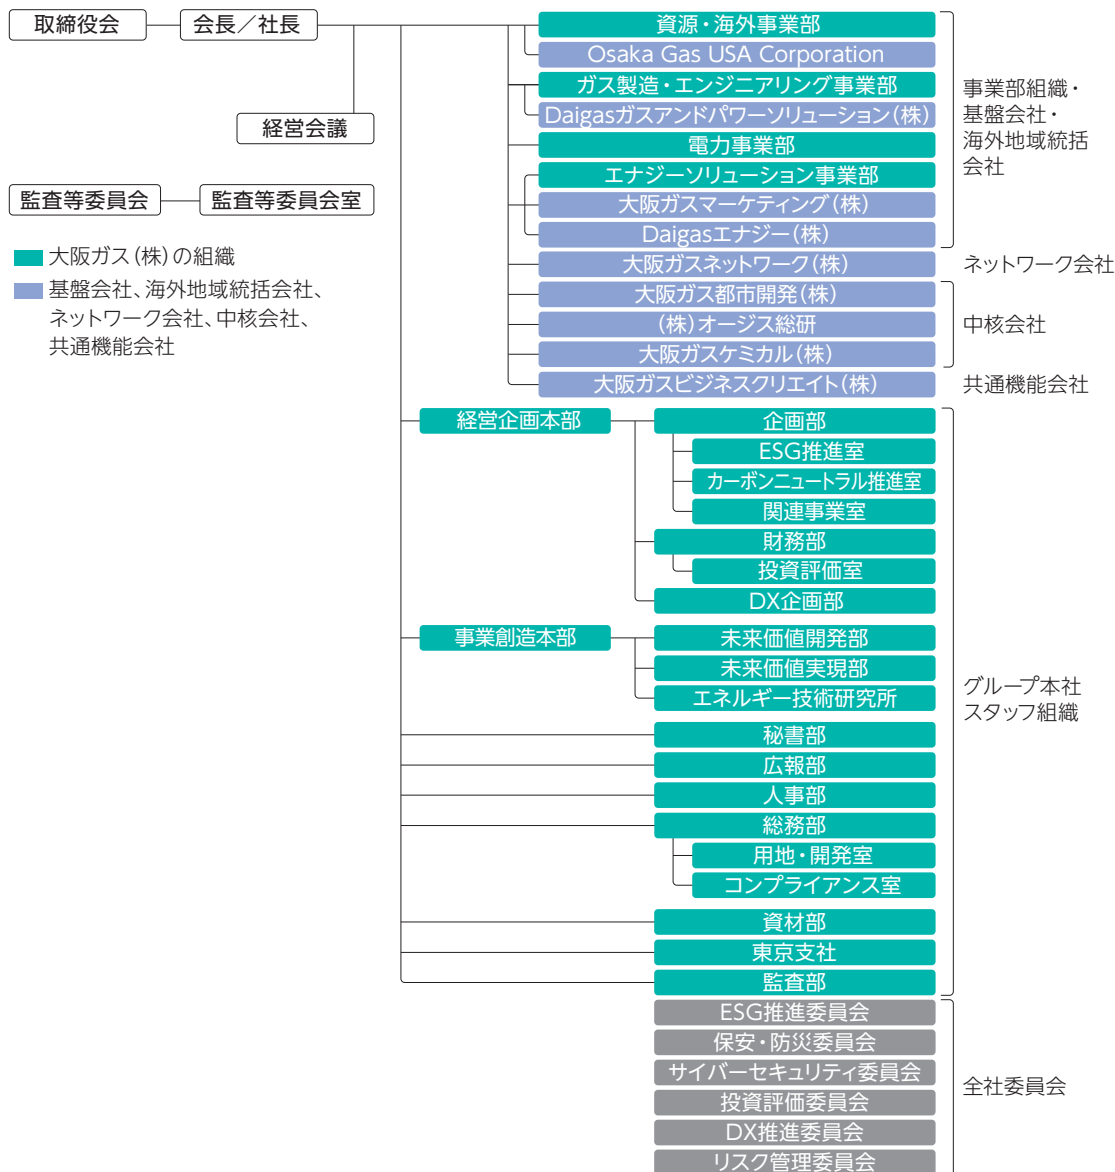 取締役会
会長／社長
経営会議
監査等委員会
監査等委員会室
大阪ガス(株)の組織
基盤会社、海外地域統括会社、
ネットワーク会社、中核会社、
共通機能会社
資源・海外事業部
Osaka Gas USA Corporation
ガス製造・エンジニアリング事業部
Daigasガスアンドパワーソリューション(株)
電力事業部
エナジーソリューション事業部
大阪ガスマーケティング(株)
Daigasエナジー(株)
事業部組織・
基盤会社・
海外地域統括
会社
大阪ガスネットワーク(株)
ネットワーク会社
大阪ガス都市開発(株)
(株)オージス総研
大阪ガスケミカル(株)
中核会社
大阪ガスビジネスクリエイト(株)
共通機能会社
経営企画本部
企画部
ESG推進室
カーボンニュートラル推進室
関連事業室
財務部
投資評価室
DX企画部
事業創造本部
未来価値開発部
未来価値実現部
エネルギー技術研究所
秘書部
広報部
人事部
総務部
用地・開発室
コンプライアンス室
資材部
東京支社
監査部
グループ本社
スタッフ組織
ESG推進委員会
保安・防災委員会
サイバーセキュリティ委員会
投資評価委員会
DX推進委員会
リスク管理委員会
全社委員会